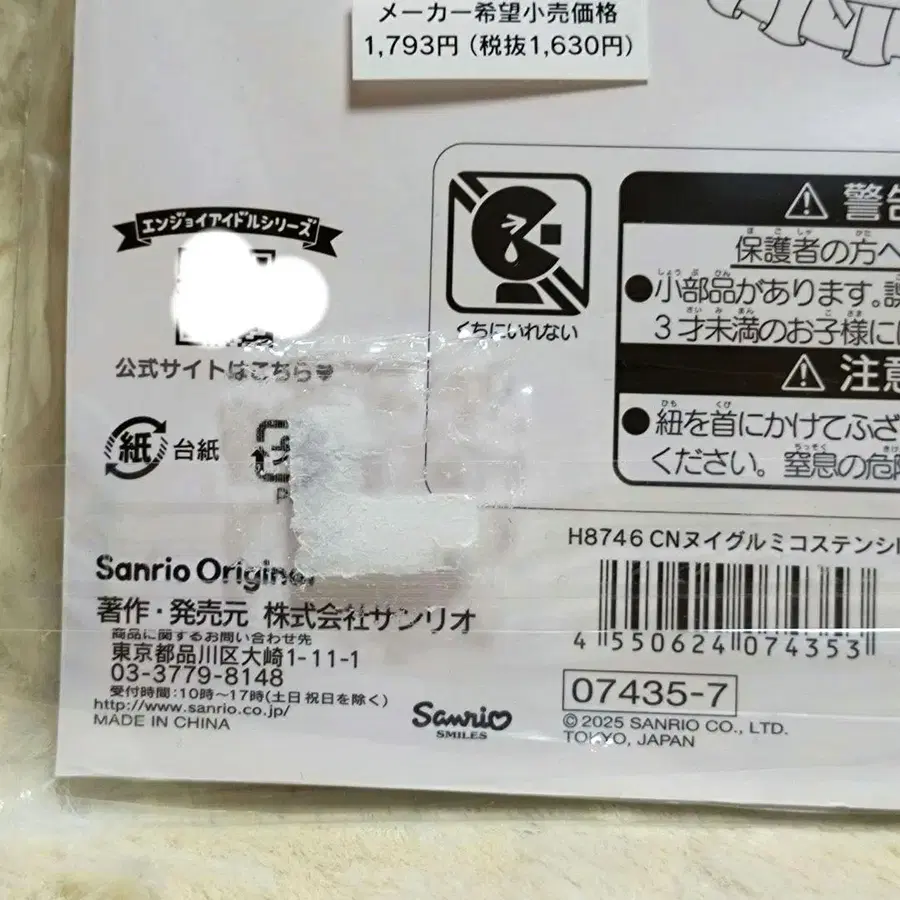 メーカー希望小売価格
1,793円（税抜1,630円）
エンジョイアイドルシリーズ
公式サイトはこちら
紙 台紙
くちにいれない
警告
保護者の方へ
●小部品があります。誤
3才未満のお子様には
注意
●紐を首にかけてふざ
ください。窒息の危険
H8746 CNヌイグルミコステンシ
4 550624 074353
07435-7
© 2025 SANRIO CO., LTD.
TOKYO, JAPAN
Sanrio Original
著作・発売元 株式会社サンリオ
商品に関するお問い合わせ先
東京都品川区大崎1-11-1
03-3779-8148
受付時間:10時～17時(土日祝日を除く)
http://www.sanrio.co.jp/
MADE IN CHINA
Sanrio
SMILES